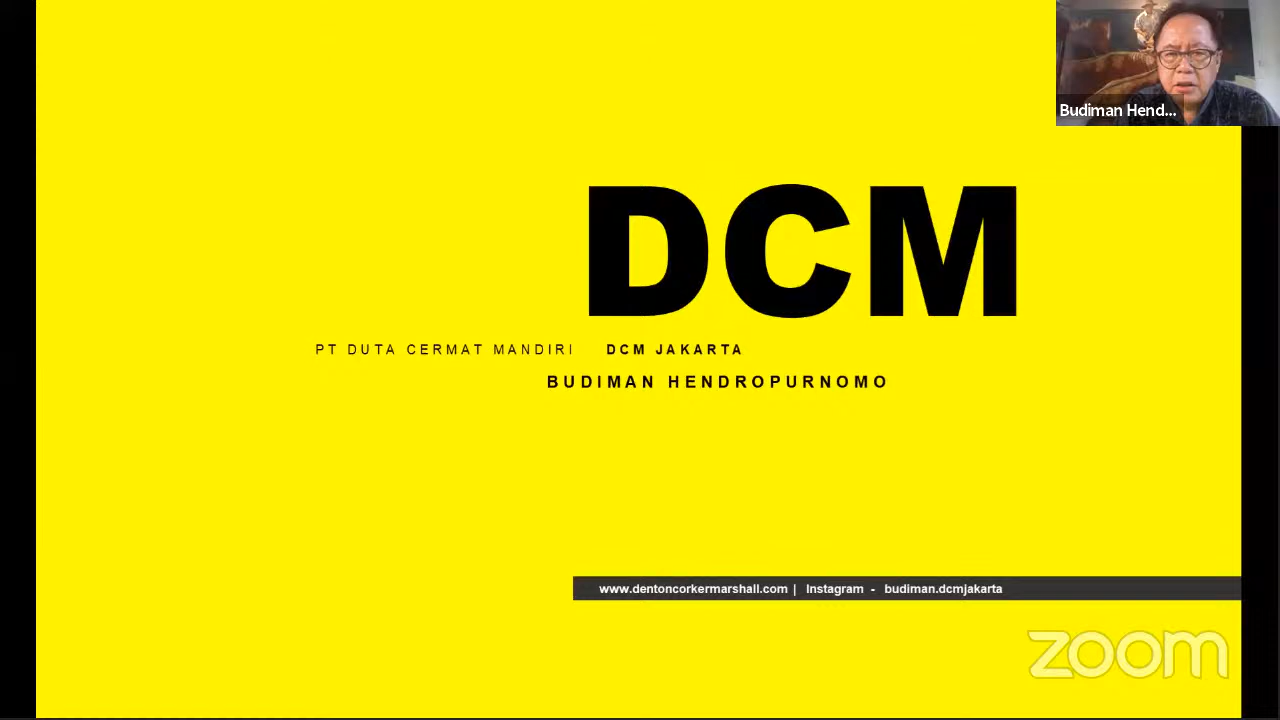 Budiman Hend...
DCM
PT DUTA CERMAT MANDIRI DCM JAKARTA
BUDIMAN HENDROPURNOMO
www.dentoncorkermarshall.com | Instagram - budiman.dcmjakarta
zoom